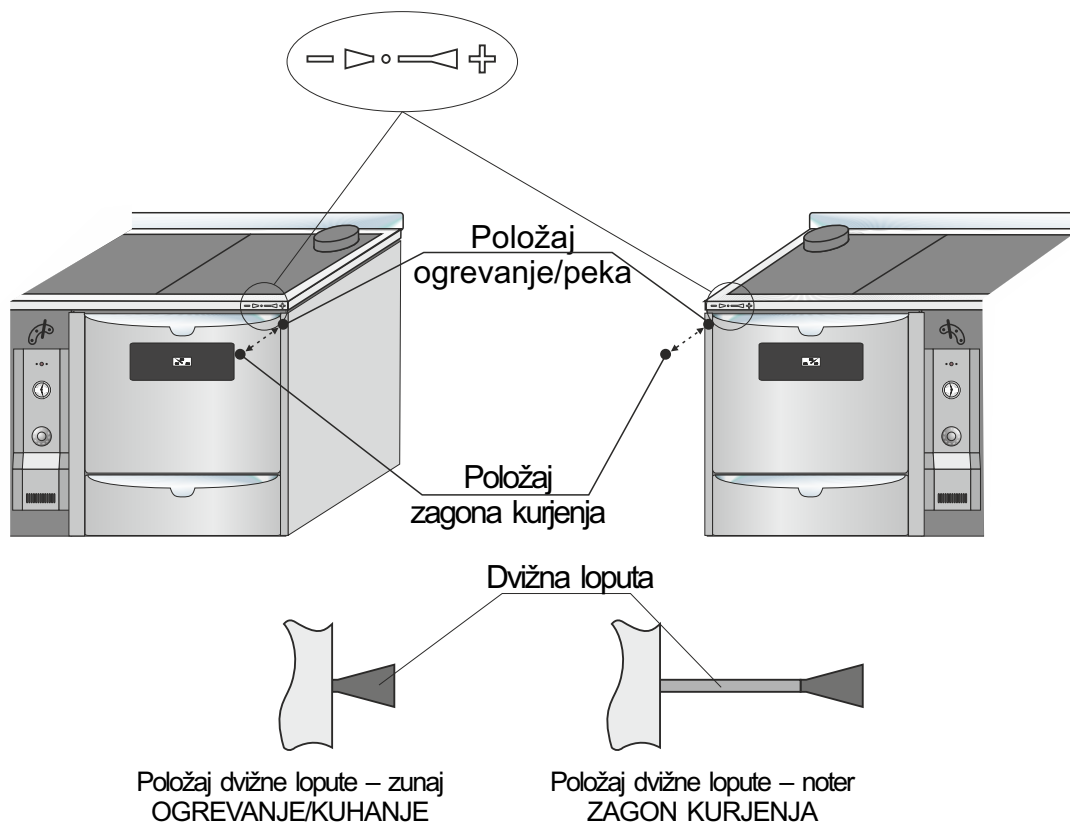 Položaj
ogrevanje/peka
Položaj
zagona kurjenja
Dvižna loputa
Položaj dvižne lopute – zunaj
OGREVANJE/KUHANJE
Položaj dvižne lopute – noter
ZAGON KURJENJA